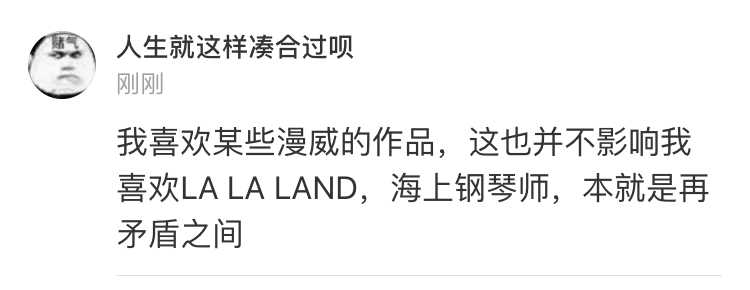 赌气
人生就这样凑合过呗
刚刚
我喜欢某些漫威的作品，这也并不影响我
喜欢LA LA LAND，海上钢琴师，本就是再
矛盾之间